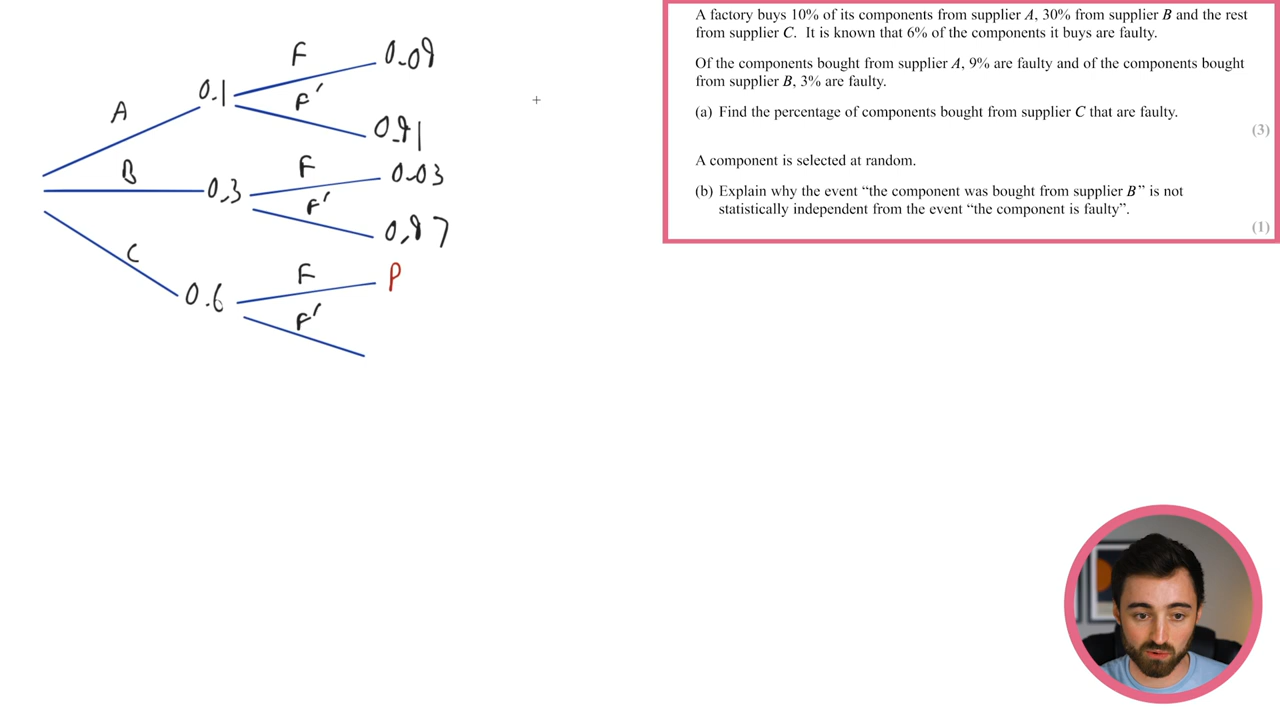 A factory buys 10% of its components from supplier A, 30% from supplier B and the rest
from supplier C. It is known that 6% of the components it buys are faulty.
Of the components bought from supplier A, 9% are faulty and of the components bought
from supplier B, 3% are faulty.
(a) Find the percentage of components bought from supplier C that are faulty.
(3)
A component is selected at random.
(b) Explain why the event “the component was bought from supplier B” is not
statistically independent from the event “the component is faulty”.
(1)
A
0.1
F
0.09
F'
0.91
B
0.3
F
0.03
F'
0.97
C
0.6
F
P
F'